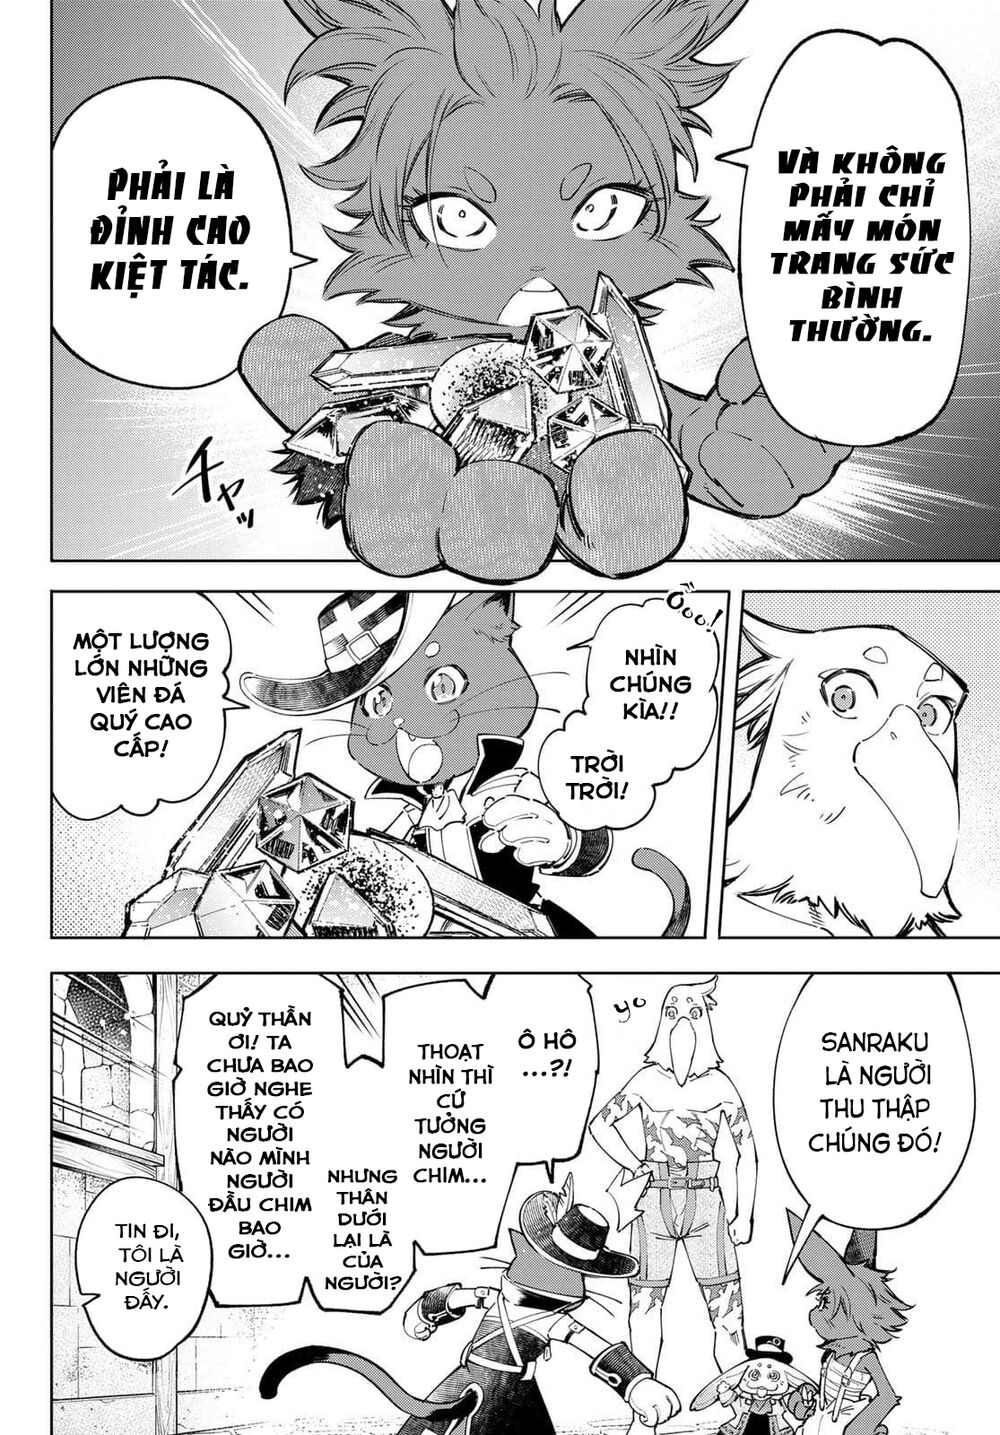 VÀ KHÔNG
PHẢI CHỈ
MẤY MÓN
TRANG SỨC
BÌNH
THƯỜNG.
PHẢI LÀ
ĐỈNH CAO
KIỆT TÁC.
チャッ
Ồoo!
NHÌN
CHÚNG
KÌA!!
TRỜI
TRỜI!
MỘT LƯỢNG
LỚN NHỮNG
VIÊN ĐÁ
QUÝ CAO
CẤP!
SANRAKU
LÀ NGƯỜI
THU THẬP
CHÚNG ĐÓ!
yo
Ô HÔ
...?!
THOẠT
NHÌN THÌ
CỨ
TƯỞNG
NGƯỜI
CHIM...
NHƯNG
THÂN
DƯỚI
LẠI LÀ
CỦA
NGƯỜI?
QUỶ THẦN
ƠI! TA
CHƯA BAO
GIỜ NGHE
THẤY CÓ
NGƯỜI
NÀO MÌNH
NGƯỜI
ĐẦU CHIM
BAO
GIỜ...
TIN ĐI,
TÔI LÀ
NGƯỜI
ĐẤY.